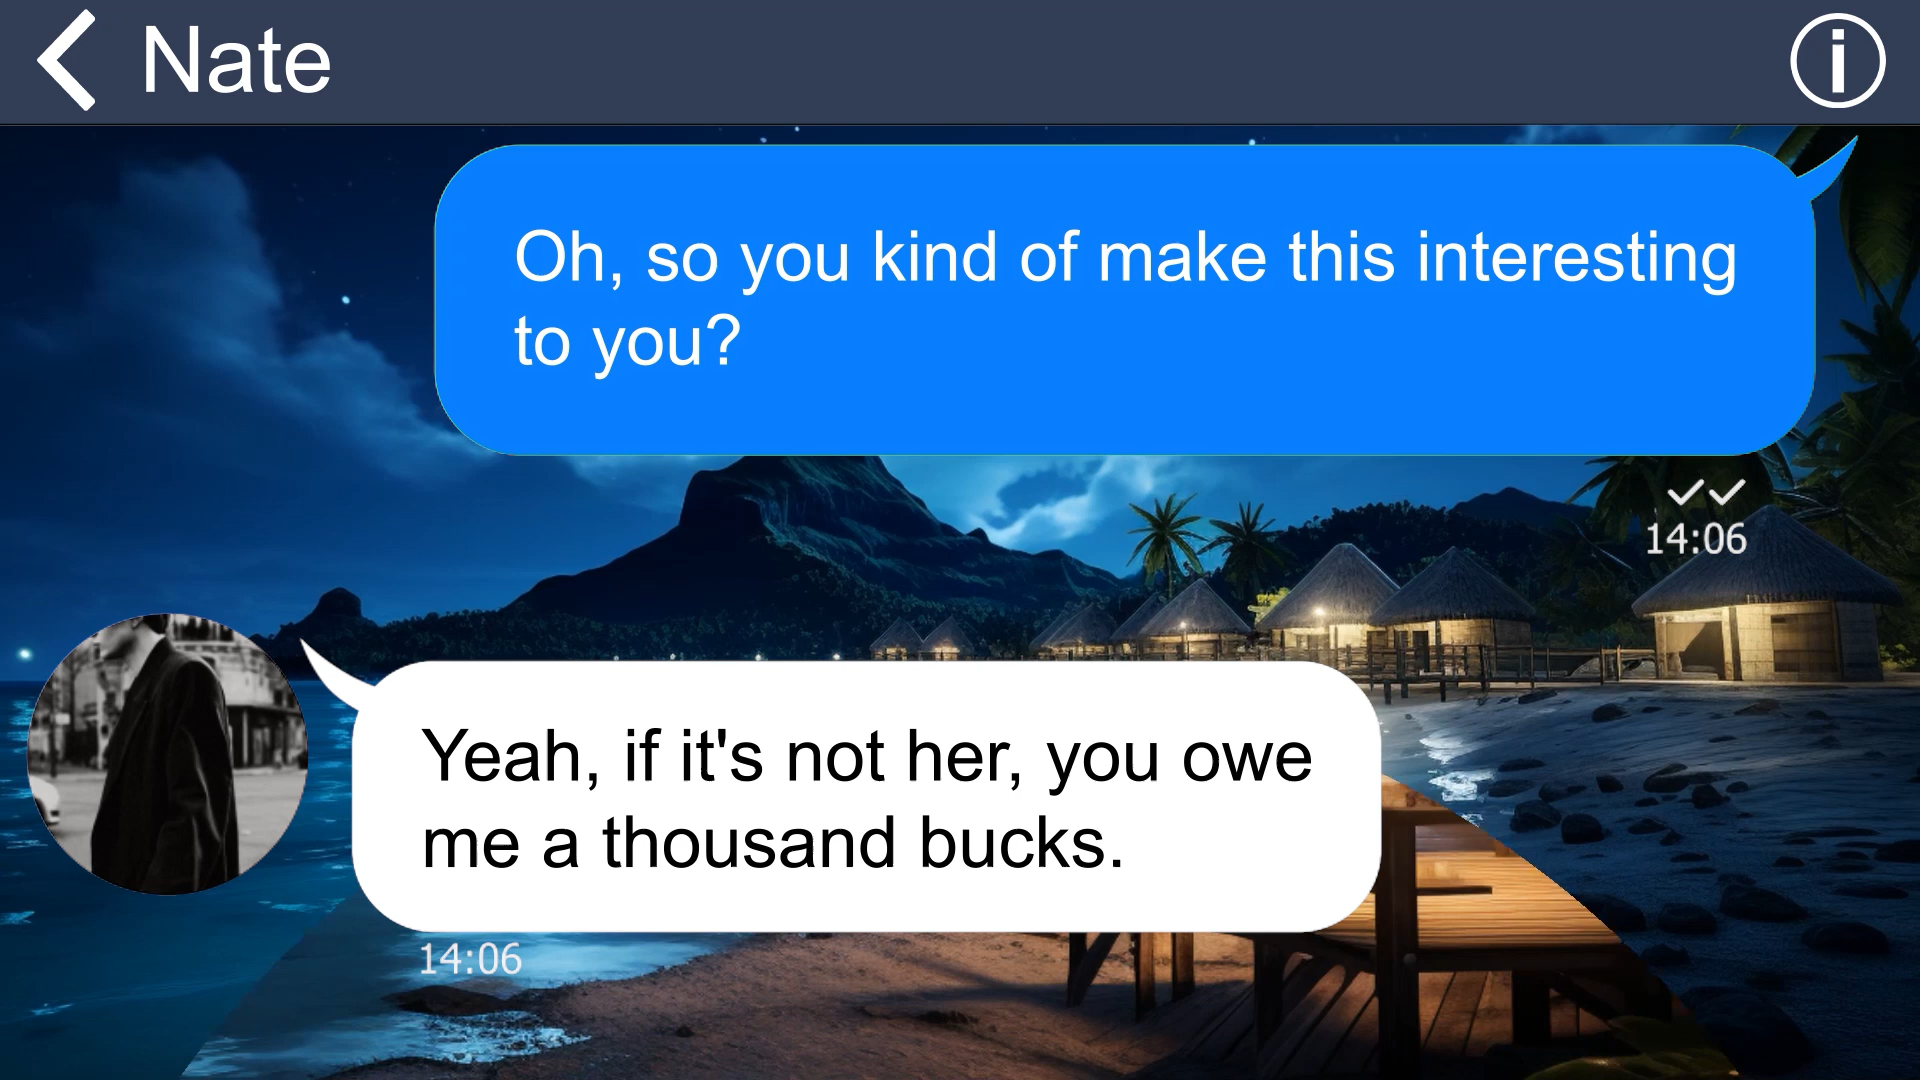 Nate
Oh, so you kind of make this interesting
to you?
14:06
Yeah, if it's not her, you owe
me a thousand bucks.
14:06